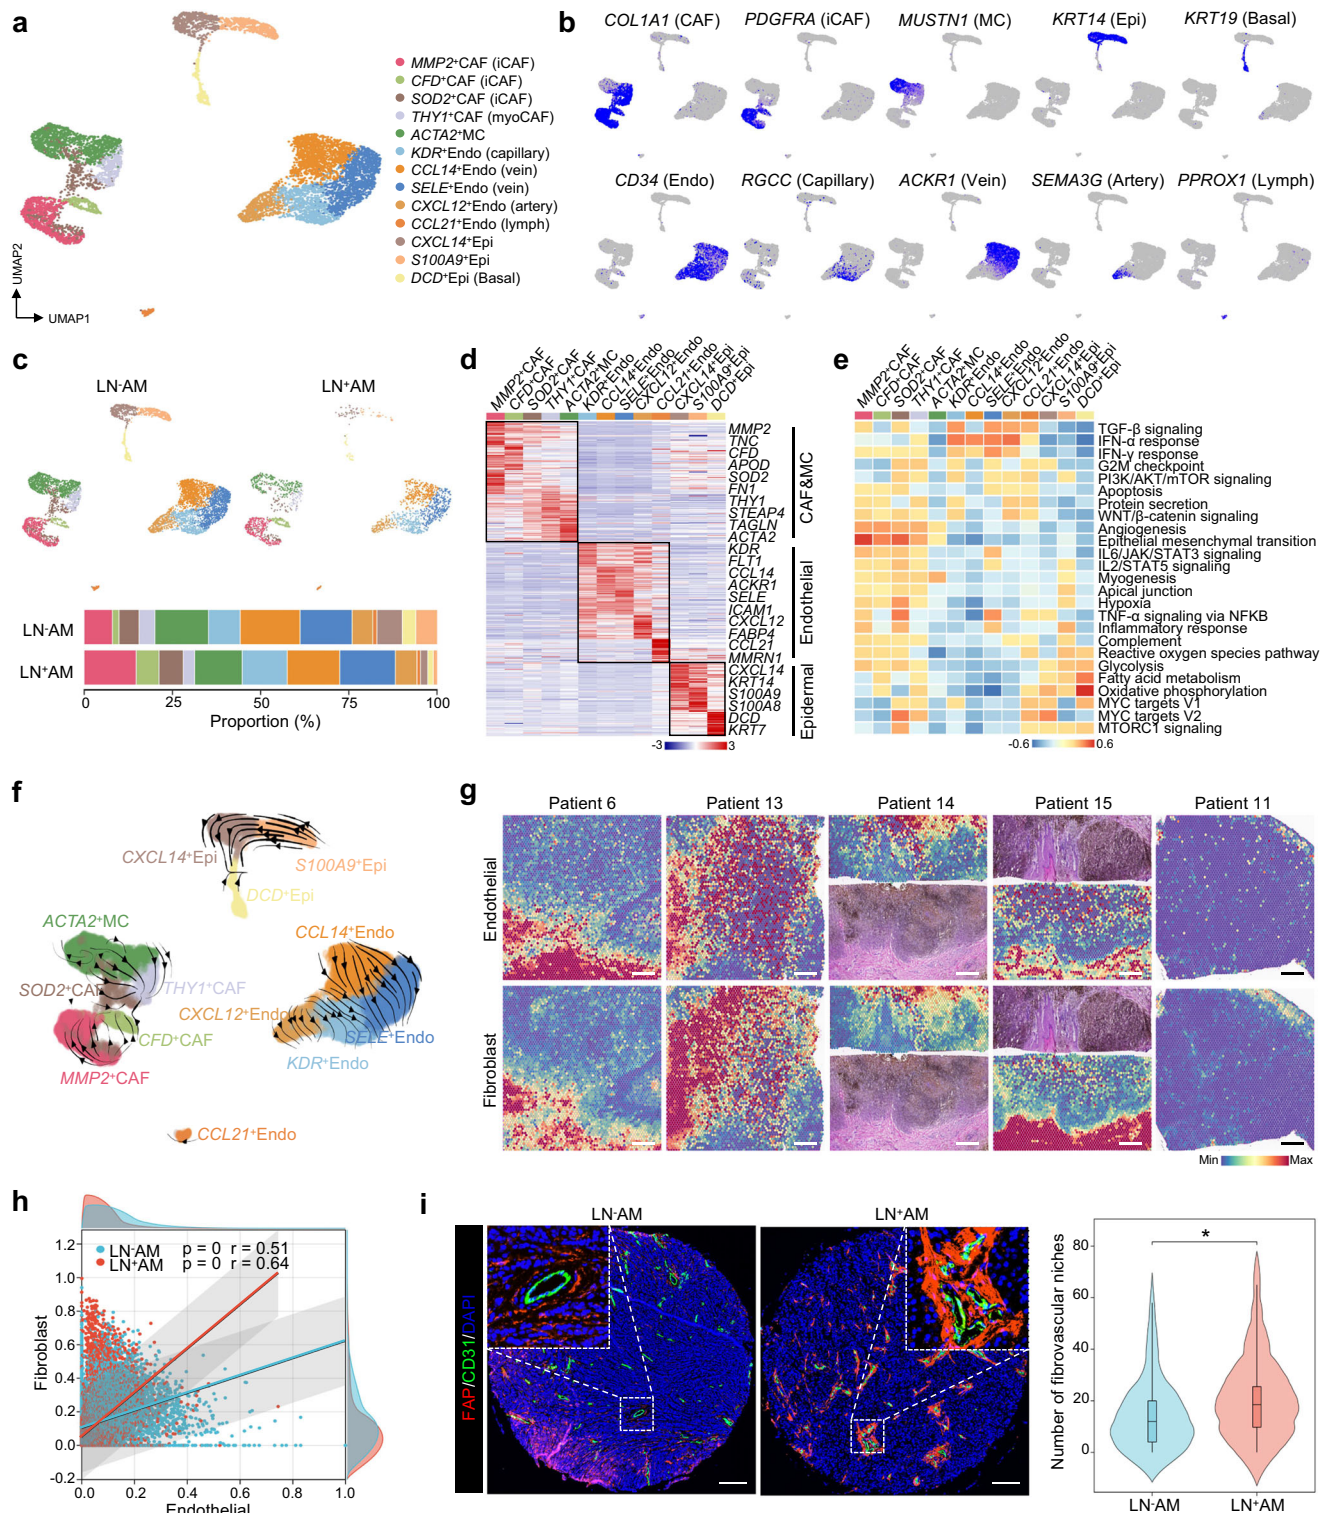 a
MMP2⁺CAF (iCAF)
CFD⁺CAF (iCAF)
SOD2⁺CAF (iCAF)
THY1⁺CAF (myoCAF)
ACTA2⁺MC
KDR⁺Endo (capillary)
CCL14⁺Endo (vein)
SELE⁺Endo (vein)
CXCL12⁺Endo (artery)
CCL21⁺Endo (lymph)
CXCL14⁺Epi
S100A9⁺Epi
DCD⁺Epi (Basal)
UMAP2
UMAP1
b
COL1A1 (CAF) PDGFRA (iCAF) MUSTN1 (MC) KRT14 (Epi) KRT19 (Basal)
CD34 (Endo) RGCC (Capillary) ACKR1 (Vein) SEMA3G (Artery) PPROX1 (Lymph)
c
LN⁻AM LN⁺AM
LN⁻AM
LN⁺AM
0 25 50 75 100
Proportion (%)
d
MMP2⁺CAF
CFD⁺CAF
SOD2⁺CAF
THY1⁺CAF
ACTA2⁺MC
KDR⁺Endo
CCL14⁺Endo
SELE⁺Endo
CXCL12⁺Endo
CCL21⁺Endo
CXCL14⁺Epi
S100A9⁺Epi
DCD⁺Epi
MMP2
TNC
CFD
APOD
SOD2
FN1
THY1
STEAP4
TAGLN
ACTA2
KDR
FLT1
CCL14
ACKR1
SELE
ICAM1
CXCL12
FABP4
CCL21
MMRN1
CXCL14
KRT14
S100A9
S100A8
DCD
KRT7
CAF&MC
Endothelial
Epidermal
-3 3
e
MMP2⁺CAF
CFD⁺CAF
SOD2⁺CAF
THY1⁺CAF
ACTA2⁺MC
KDR⁺Endo
CCL14⁺Endo
SELE⁺Endo
CXCL12⁺Endo
CCL21⁺Endo
CXCL14⁺Epi
S100A9⁺Epi
DCD⁺Epi
TGF-β signaling
IFN-α response
IFN-γ response
G2M checkpoint
PI3K/AKT/mTOR signaling
Apoptosis
Protein secretion
WNT/β-catenin signaling
Angiogenesis
Epithelial mesenchymal transition
IL6/JAK/STAT3 signaling
IL2/STAT5 signaling
Myogenesis
Apical junction
Hypoxia
TNF-α signaling via NFKB
Inflammatory response
Complement
Reactive oxygen species pathway
Glycolysis
Fatty acid metabolism
Oxidative phosphorylation
MYC targets V1
MYC targets V2
MTORC1 signaling
-0.6 0.6
f
CXCL14⁺Epi
S100A9⁺Epi
DCD⁺Epi
ACTA2⁺MC
CCL14⁺Endo
SOD2⁺CAF
THY1⁺CAF
CXCL12⁺Endo
CFD⁺CAF
SELE⁺Endo
KDR⁺Endo
MMP2⁺CAF
CCL21⁺Endo
g
Patient 6 Patient 13 Patient 14 Patient 15 Patient 11
Endothelial
Fibroblast
Min Max
h
LN⁻AM p = 0 r = 0.51
LN⁺AM p = 0 r = 0.64
1.2
1.0
0.8
0.6
0.4
0.2
0.0
-0.2
0.0 0.2 0.4 0.6 0.8 1.0
Fibroblast
Endothelial
i
LN⁻AM LN⁺AM
FAP/CD31/DAPI
Number of fibrovascular niches
80
60
40
20
0
*
LN⁻AM LN⁺AM